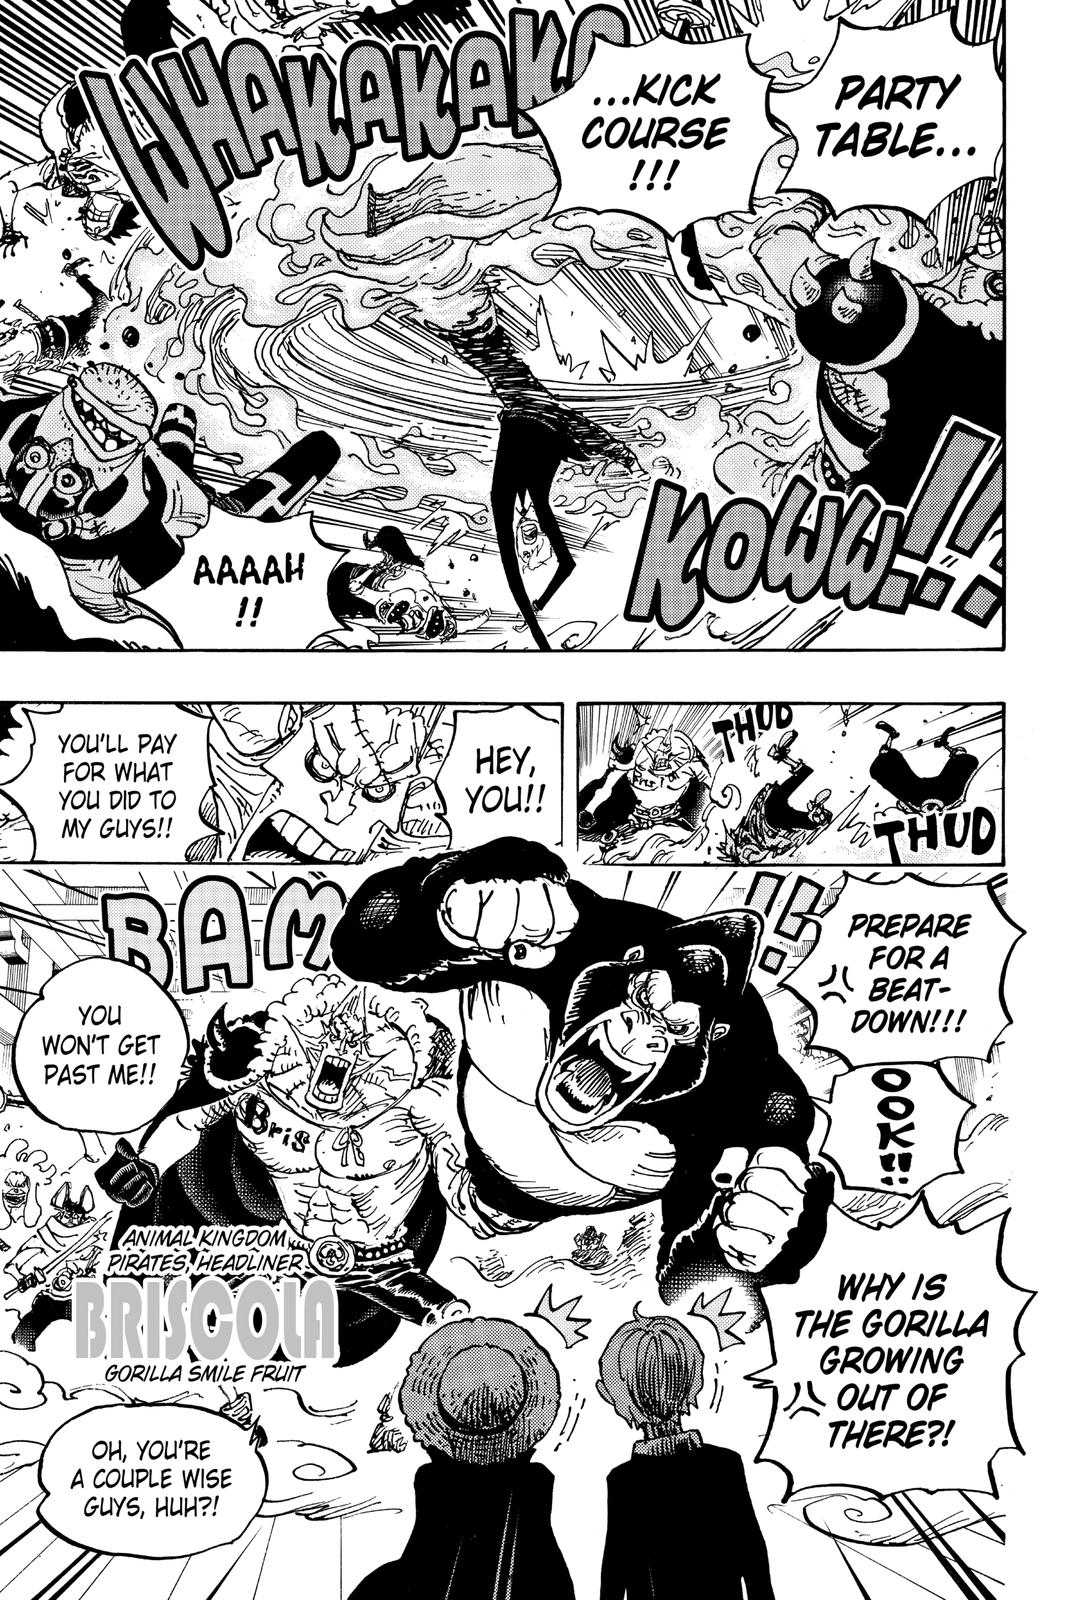 PARTY
TABLE...
...KICK
COURSE
!!!
WHAKAKAKA
KOWW!!!
AAAAH
!!
THUD
THUD
HEY,
YOU!!
YOU'LL PAY
FOR WHAT
YOU DID TO
MY GUYS!!
PREPARE
FOR A
BEAT-
DOWN!!!
BAM!!
OOK!!
YOU
WON'T GET
PAST ME!!
Bris
ANIMAL KINGDOM
PIRATES, HEADLINER
BRISCOLA
GORILLA SMILE FRUIT
WHY IS
THE GORILLA
GROWING
OUT OF
THERE?!
OH, YOU'RE
A COUPLE WISE
GUYS, HUH?!